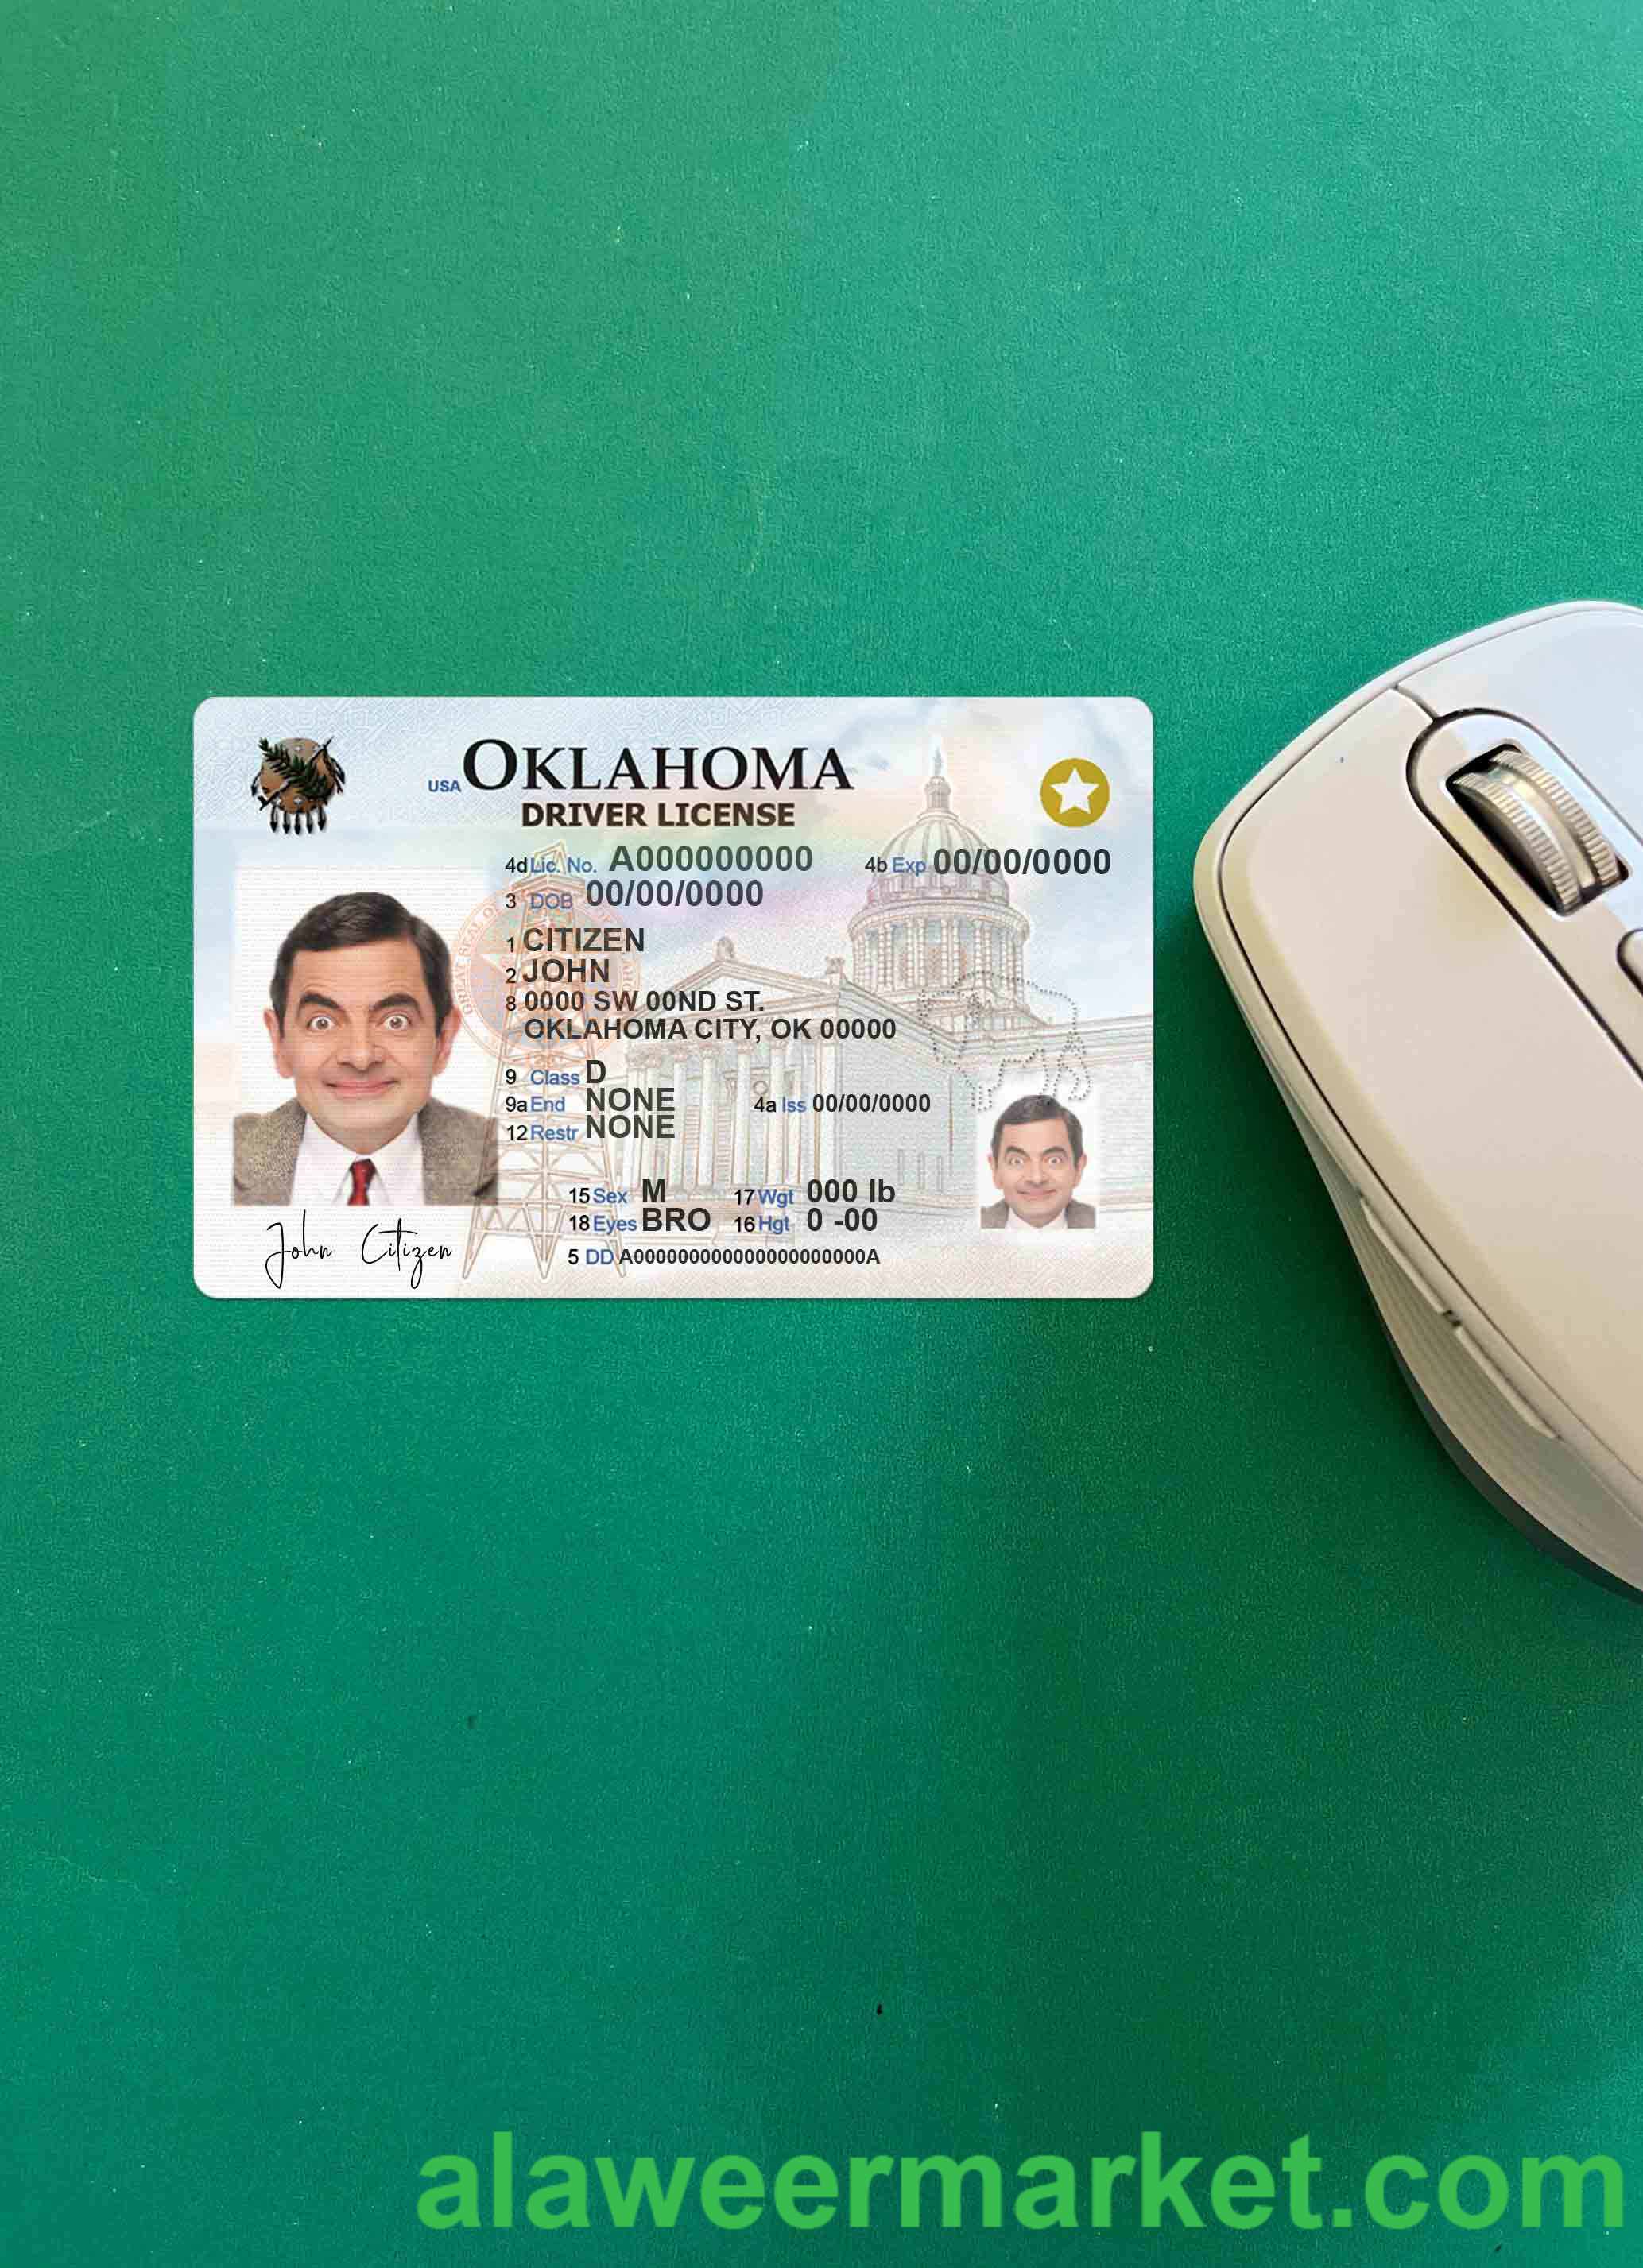 USA OKLAHOMA
DRIVER LICENSE
4d Lic. No. A000000000 4b Exp 00/00/0000
3 DOB 00/00/0000
1 CITIZEN
2 JOHN
8 0000 SW 00ND ST.
OKLAHOMA CITY, OK 00000
9 Class D
9a End NONE 4a Iss 00/00/0000
12 Restr NONE
15 Sex M 17 Wgt 000 lb
18 Eyes BRO 16 Hgt 0 -00
John Citizen
5 DD A0000000000000000000000A
alaweermarket.com